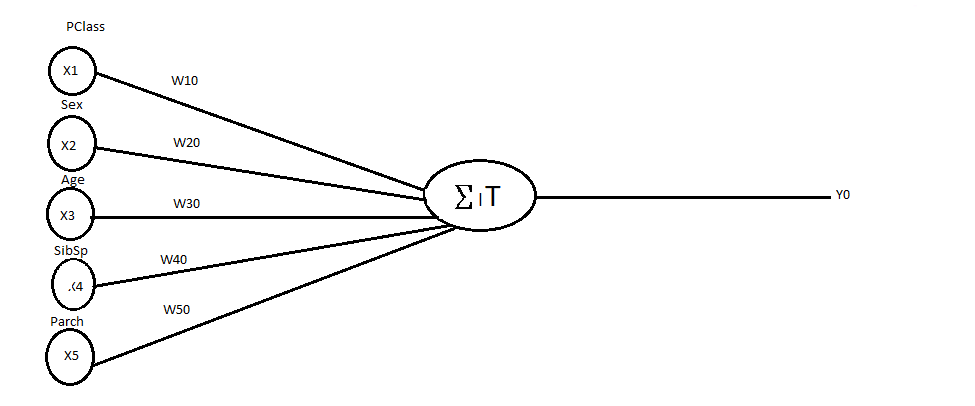 PClass
X1
W10
Sex
X2
W20
Age
X3
W30
∑ | T
Y0
SibSp
.X4
W40
Parch
X5
W50